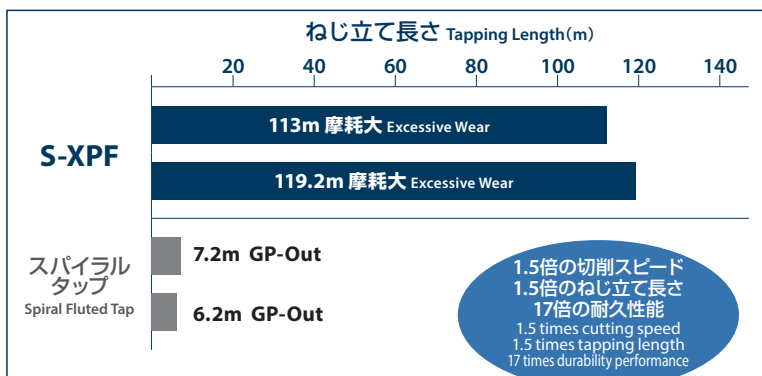 ねじ立て長さ Tapping Length(m)
20 40 60 80 100 120 140
S-XPF
113m 摩耗大 Excessive Wear
119.2m 摩耗大 Excessive Wear
スパイラル
タップ
Spiral Fluted Tap
7.2m GP-Out
6.2m GP-Out
1.5倍の切削スピード
1.5倍のねじ立て長さ
17倍の耐久性能
1.5 times cutting speed
1.5 times tapping length
17 times durability performance